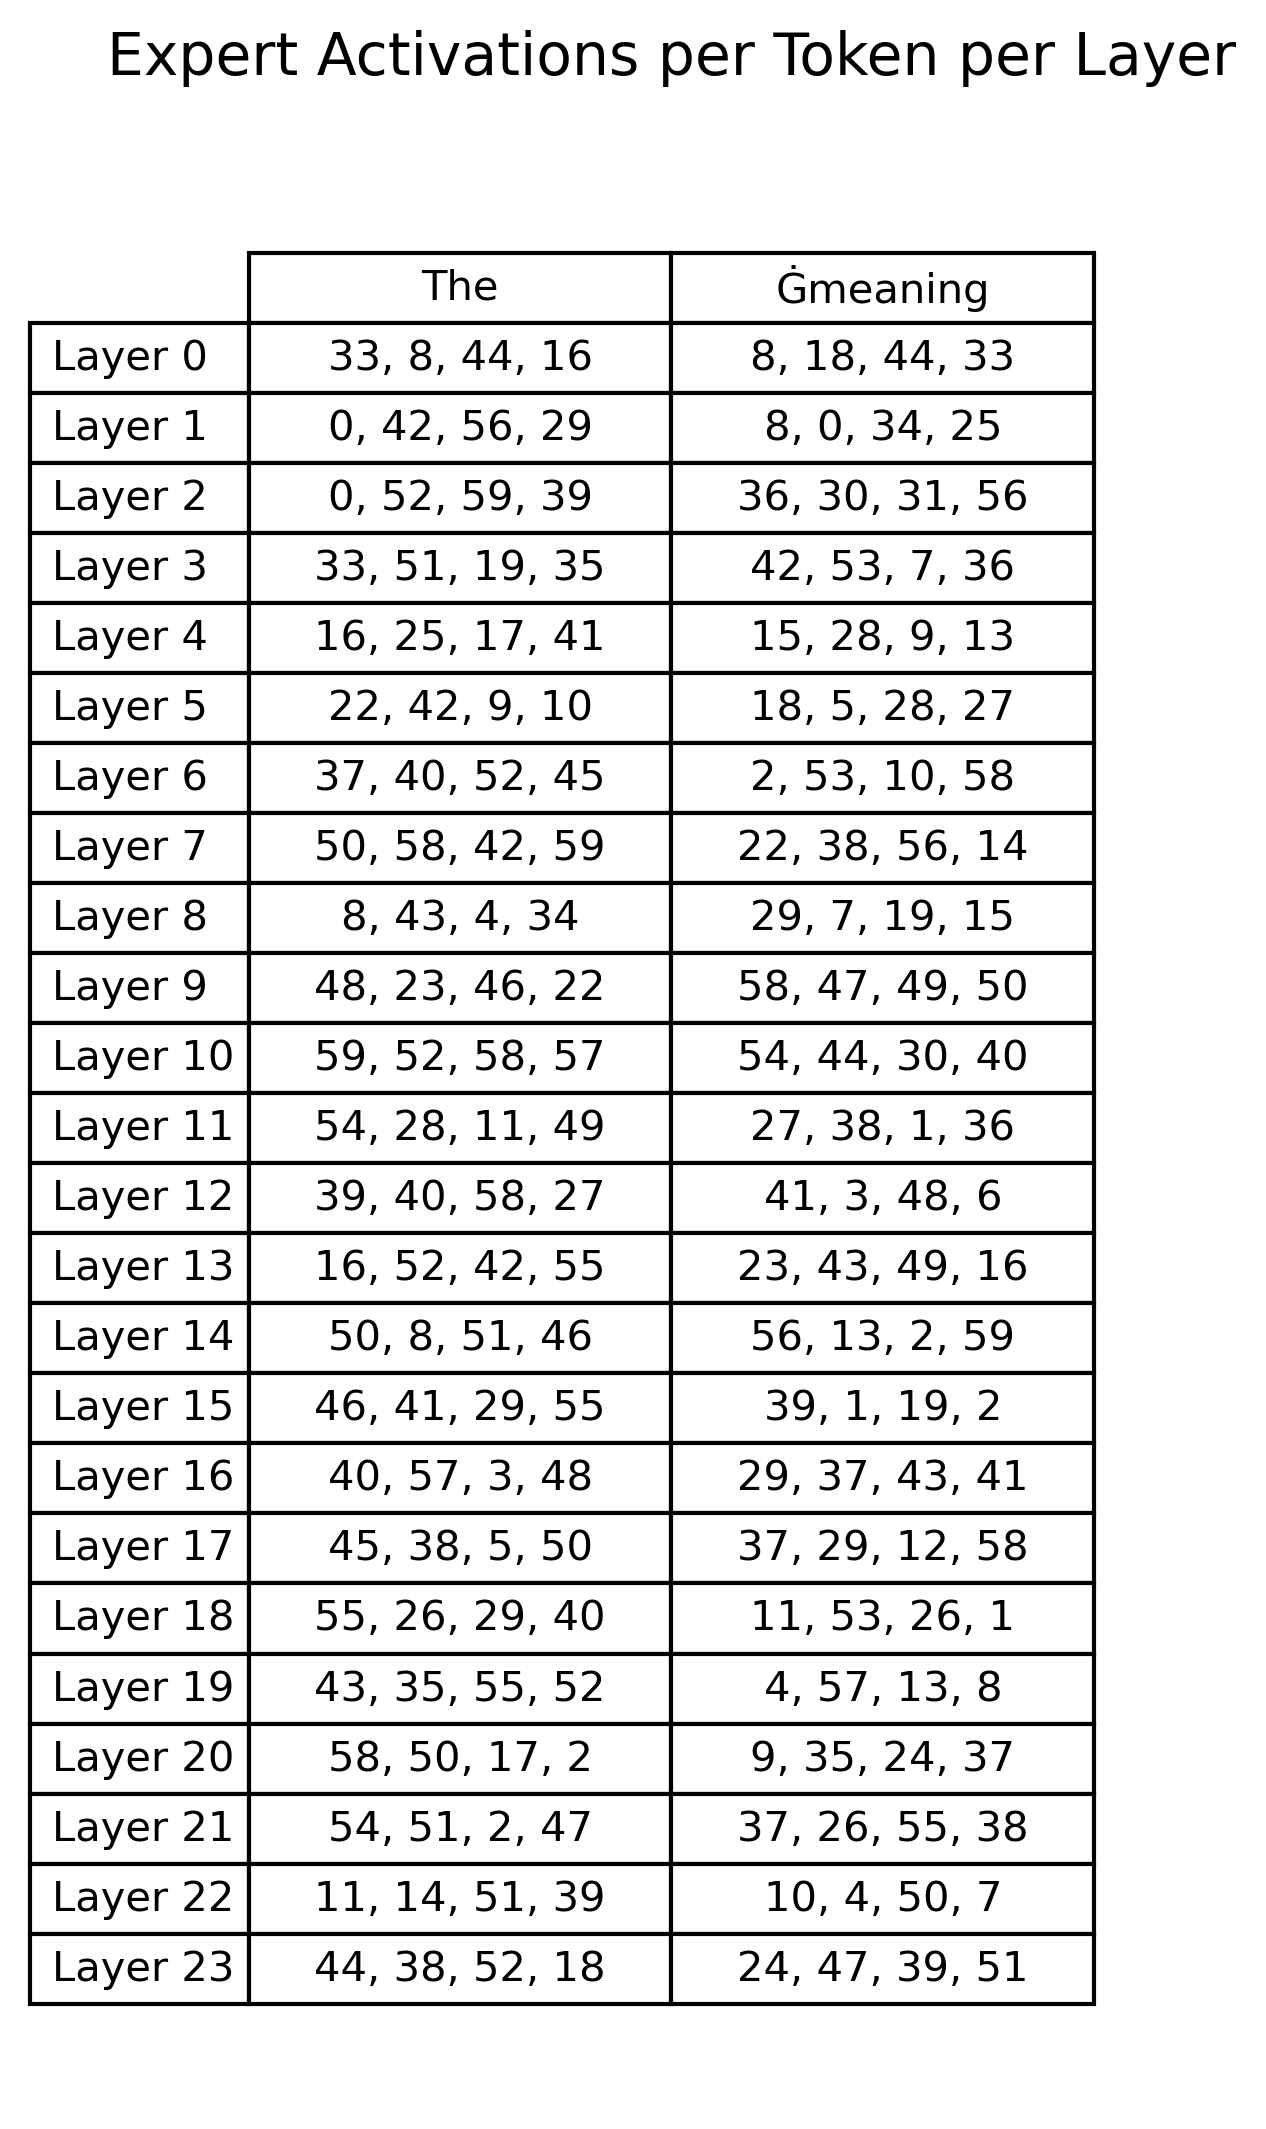 Expert Activations per Token per Layer
The Ġmeaning
Layer 0 33, 8, 44, 16 8, 18, 44, 33
Layer 1 0, 42, 56, 29 8, 0, 34, 25
Layer 2 0, 52, 59, 39 36, 30, 31, 56
Layer 3 33, 51, 19, 35 42, 53, 7, 36
Layer 4 16, 25, 17, 41 15, 28, 9, 13
Layer 5 22, 42, 9, 10 18, 5, 28, 27
Layer 6 37, 40, 52, 45 2, 53, 10, 58
Layer 7 50, 58, 42, 59 22, 38, 56, 14
Layer 8 8, 43, 4, 34 29, 7, 19, 15
Layer 9 48, 23, 46, 22 58, 47, 49, 50
Layer 10 59, 52, 58, 57 54, 44, 30, 40
Layer 11 54, 28, 11, 49 27, 38, 1, 36
Layer 12 39, 40, 58, 27 41, 3, 48, 6
Layer 13 16, 52, 42, 55 23, 43, 49, 16
Layer 14 50, 8, 51, 46 56, 13, 2, 59
Layer 15 46, 41, 29, 55 39, 1, 19, 2
Layer 16 40, 57, 3, 48 29, 37, 43, 41
Layer 17 45, 38, 5, 50 37, 29, 12, 58
Layer 18 55, 26, 29, 40 11, 53, 26, 1
Layer 19 43, 35, 55, 52 4, 57, 13, 8
Layer 20 58, 50, 17, 2 9, 35, 24, 37
Layer 21 54, 51, 2, 47 37, 26, 55, 38
Layer 22 11, 14, 51, 39 10, 4, 50, 7
Layer 23 44, 38, 52, 18 24, 47, 39, 51